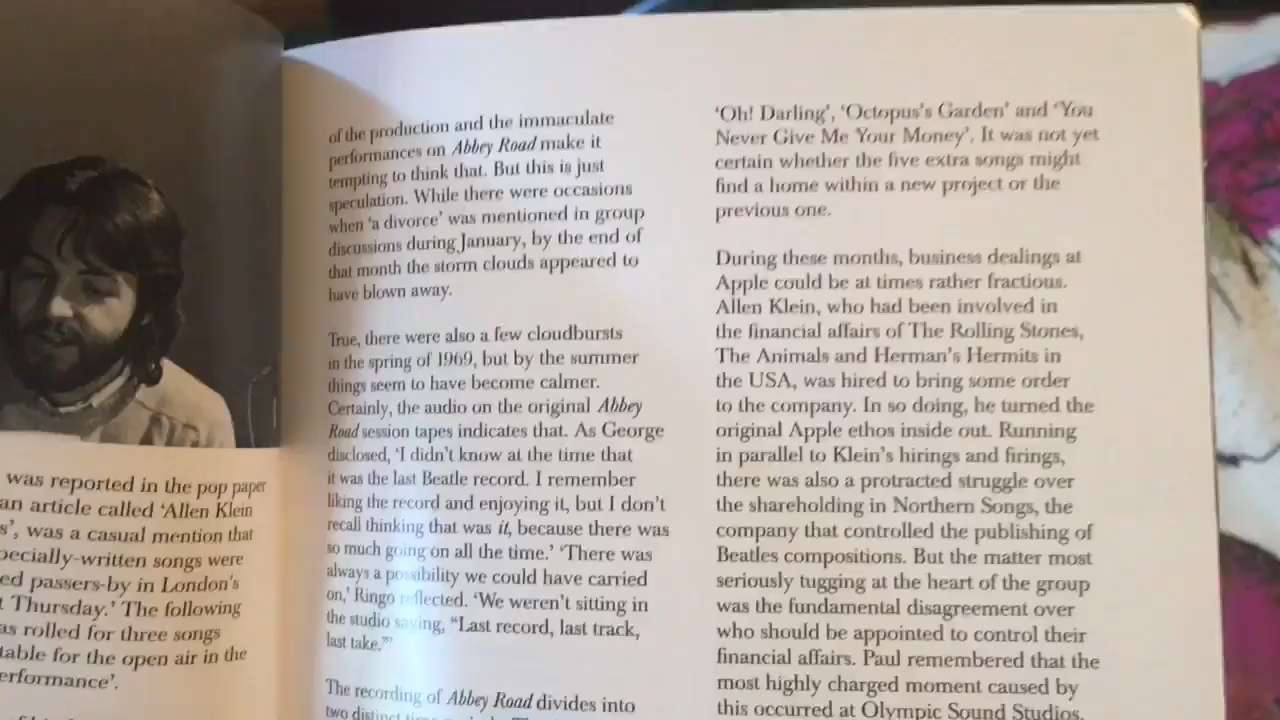 was reported in the pop paper
an article called ‘Allen Klein
s’, was a casual mention that
pecially-written songs were
ed passers-by in London’s
t Thursday.’ The following
as rolled for three songs
table for the open air in the
erformance’.
of the production and the immaculate
performances on Abbey Road make it
tempting to think that. But this is just
speculation. While there were occasions
when ‘a divorce’ was mentioned in group
discussions during January, by the end of
that month the storm clouds appeared to
have blown away.
True, there were also a few cloudbursts
in the spring of 1969, but by the summer
things seem to have become calmer.
Certainly, the audio on the original Abbey
Road session tapes indicates that. As George
disclosed, ‘I didn’t know at the time that
it was the last Beatle record. I remember
liking the record and enjoying it, but I don’t
recall thinking that was it, because there was
so much going on all the time.’ ‘There was
always a possibility we could have carried
on,’ Ringo reflected. ‘We weren’t sitting in
the studio saying, “Last record, last track,
last take.”’
The recording of Abbey Road divides into
two distinct time
‘Oh! Darling’, ‘Octopus’s Garden’ and ‘You
Never Give Me Your Money’. It was not yet
certain whether the five extra songs might
find a home within a new project or the
previous one.
During these months, business dealings at
Apple could be at times rather fractious.
Allen Klein, who had been involved in
the financial affairs of The Rolling Stones,
The Animals and Herman’s Hermits in
the USA, was hired to bring some order
to the company. In so doing, he turned the
original Apple ethos inside out. Running
in parallel to Klein’s hirings and firings,
there was also a protracted struggle over
the shareholding in Northern Songs, the
company that controlled the publishing of
Beatles compositions. But the matter most
seriously tugging at the heart of the group
was the fundamental disagreement over
who should be appointed to control their
financial affairs. Paul remembered that the
most highly charged moment caused by
this occurred at Olympic Sound Studios.